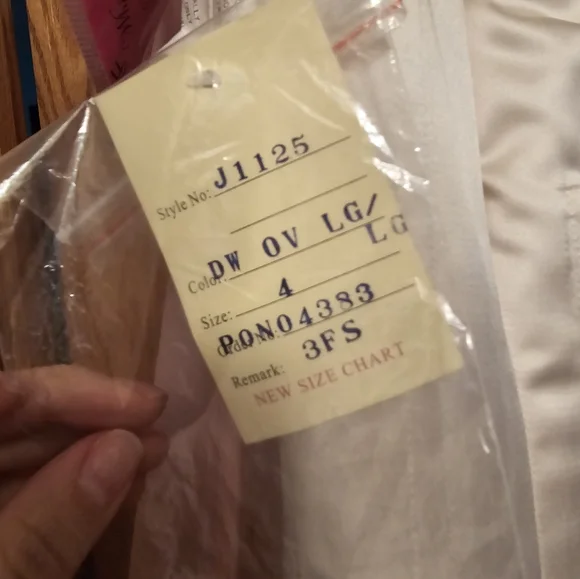 Style No: J1125
Color: DW OV LG/
LG
Size: 4
Order No: PON04383
Remark: 3FS
NEW SIZE CHART